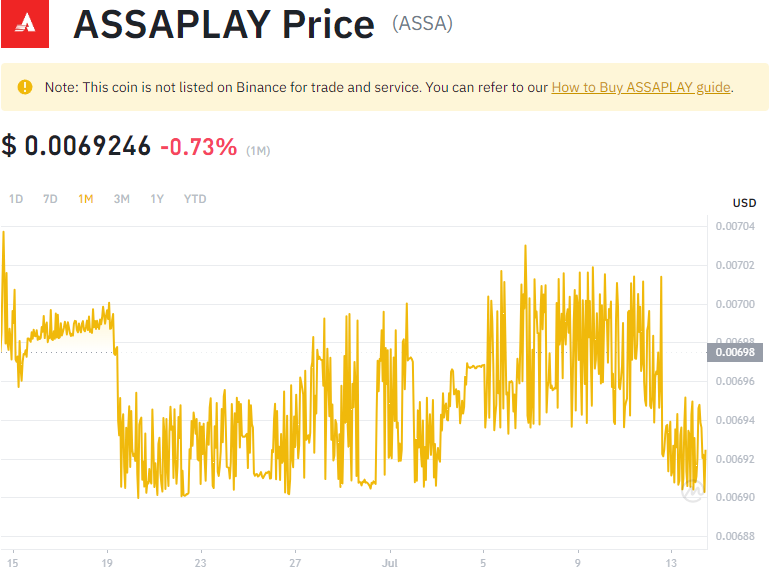 ASSAPLAY Price (ASSA)
Note: This coin is not listed on Binance for trade and service. You can refer to our How to Buy ASSAPLAY guide.
$ 0.0069246 -0.73% (1M)
1D 7D 1M 3M 1Y YTD
USD
0.00704
0.00702
0.00700
0.00698
0.00698
0.00696
0.00694
0.00692
0.00690
0.00688
15 19 23 27 Jul 5 9 13